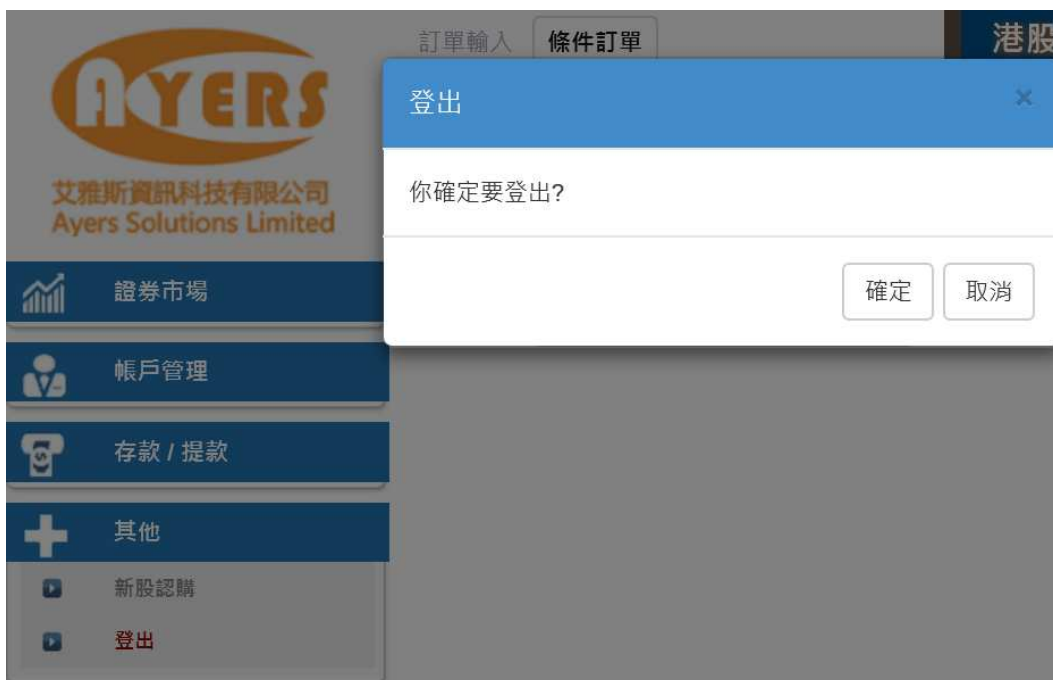 訂單輸入 條件訂單 港股
AYERS
艾雅斯資訊科技有限公司
Ayers Solutions Limited
登出 ×
你確定要登出?
確定 取消
證券市場
帳戶管理
存款 / 提款
其他
新股認購
登出